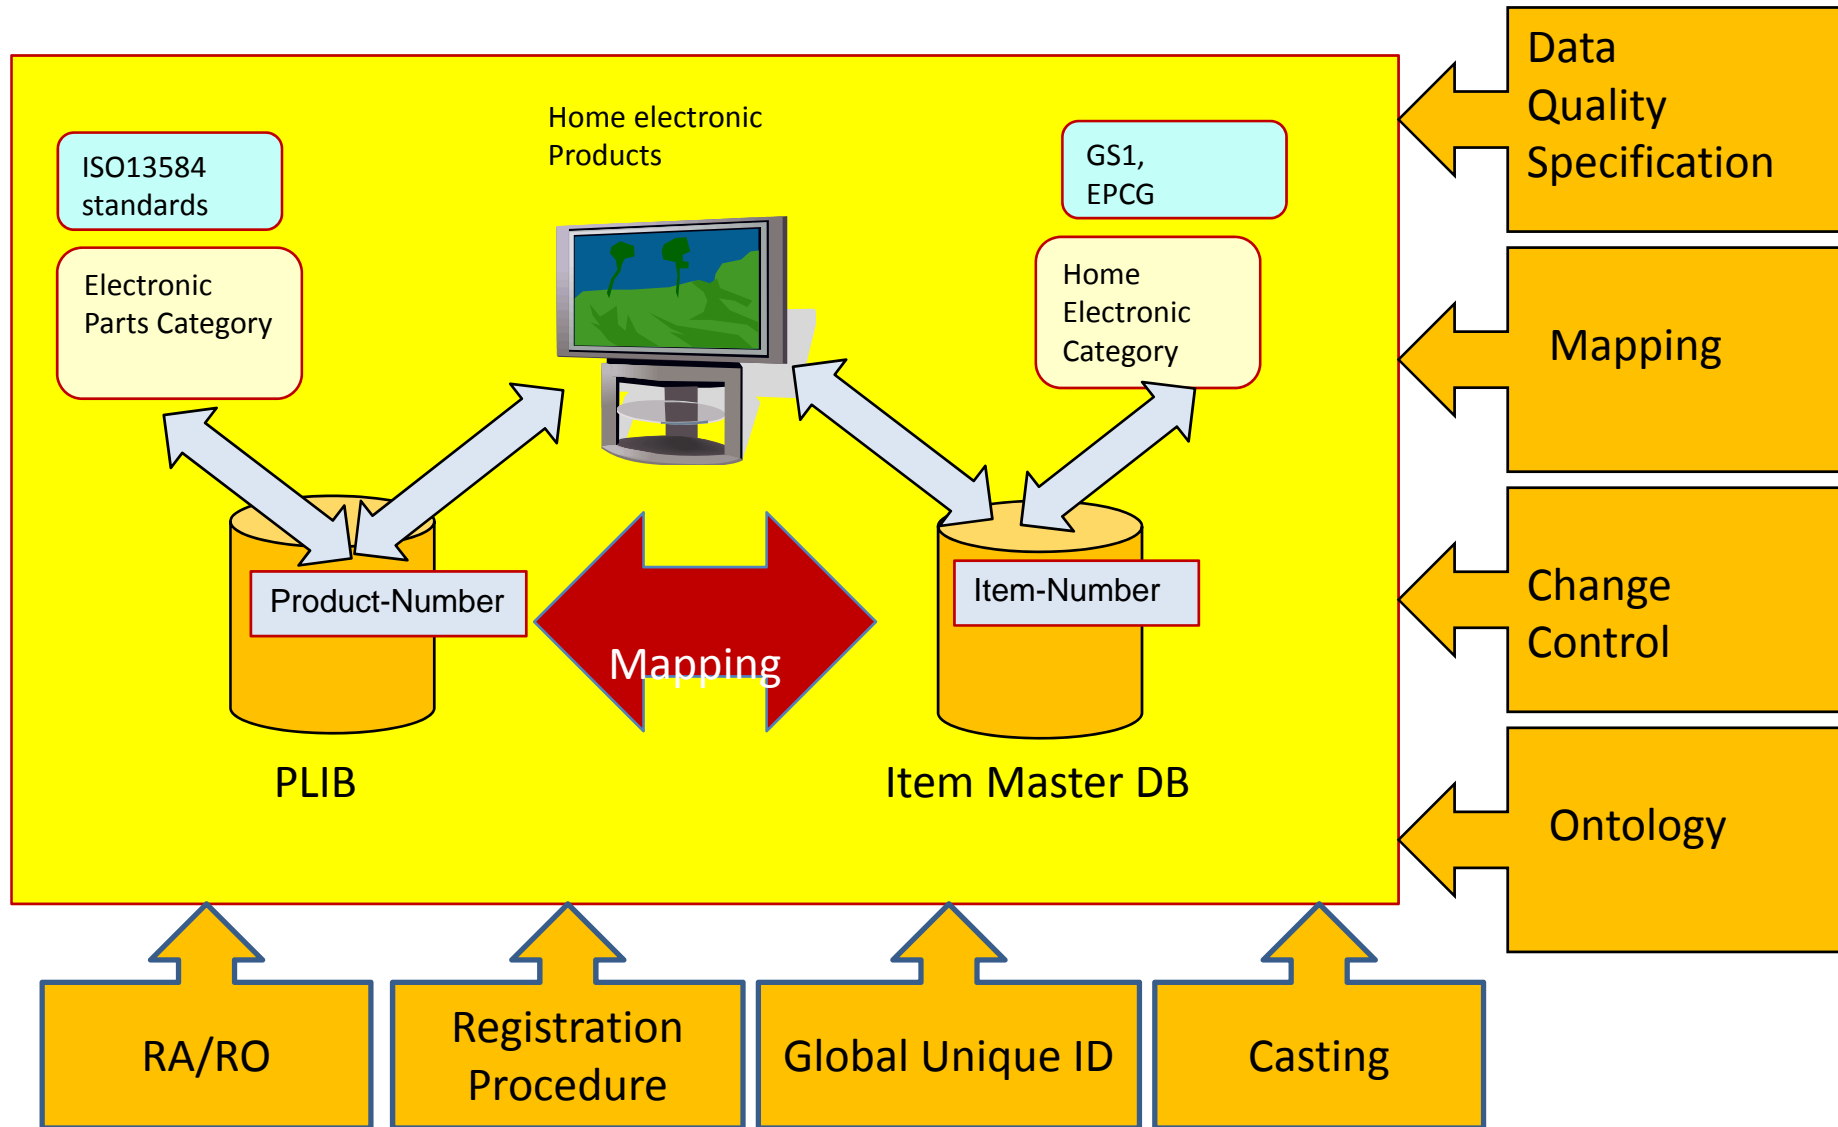 Data
Quality
Specification
Home electronic
Products
ISO13584
standards
GS1,
EPCG
Electronic
Parts Category
Home
Electronic
Category
Mapping
Product-Number
Item-Number
Mapping
Change
Control
PLIB
Item Master DB
Ontology
RA/RO
Registration
Procedure
Global Unique ID
Casting